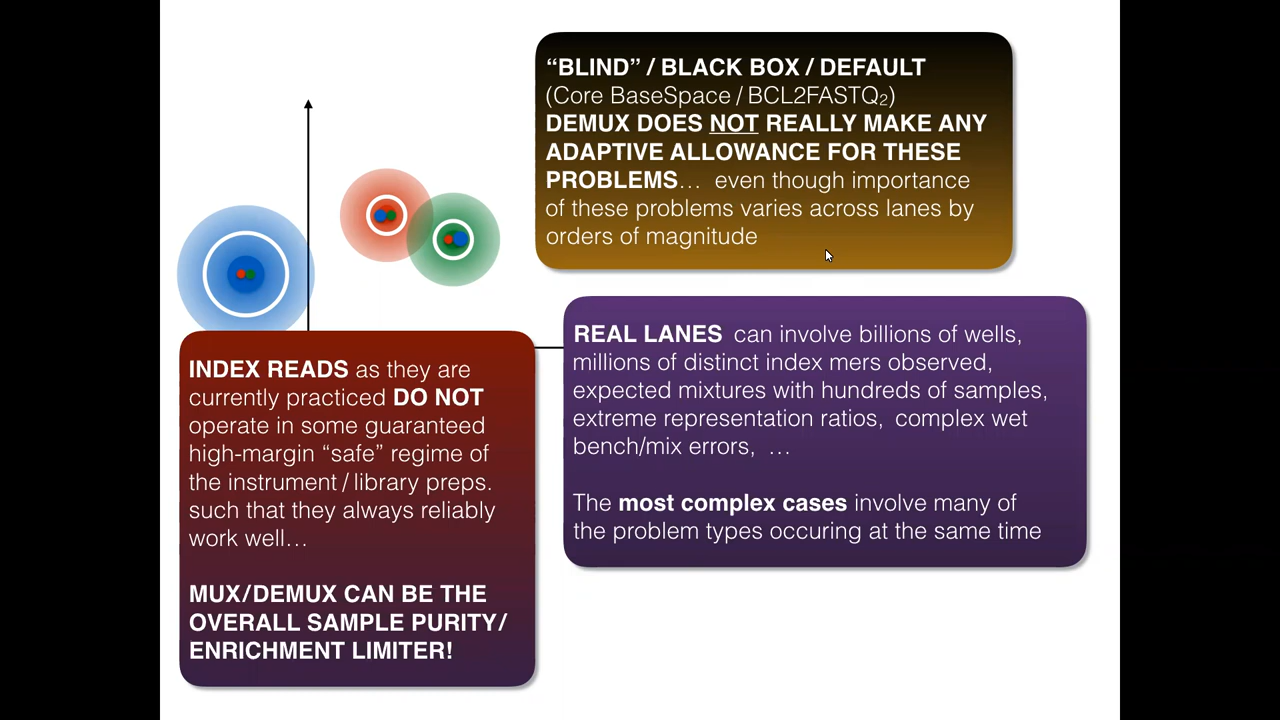 “BLIND” / BLACK BOX / DEFAULT
(Core BaseSpace / BCL2FASTQ2)
DEMUX DOES NOT REALLY MAKE ANY
ADAPTIVE ALLOWANCE FOR THESE
PROBLEMS… even though importance
of these problems varies across lanes by
orders of magnitude
INDEX READS as they are
currently practiced DO NOT
operate in some guaranteed
high-margin “safe” regime of
the instrument / library preps.
such that they always reliably
work well…
MUX/DEMUX CAN BE THE
OVERALL SAMPLE PURITY/
ENRICHMENT LIMITER!
REAL LANES can involve billions of wells,
millions of distinct index mers observed,
expected mixtures with hundreds of samples,
extreme representation ratios, complex wet
bench/mix errors, …
The most complex cases involve many of
the problem types occuring at the same time